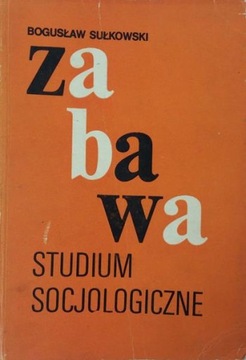 BOGUSŁAW SUŁKOWSKI
za
ba
wa
STUDIUM
SOCJOLOGICZNE